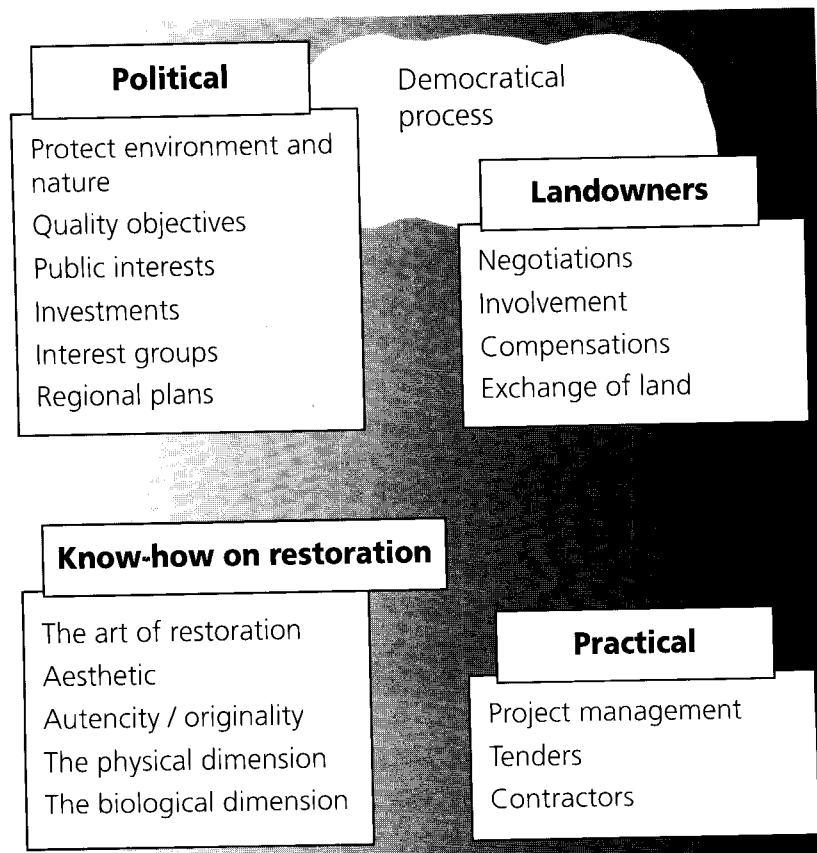 Political
Protect environment and
nature
Quality objectives
Public interests
Investments
Interest groups
Regional plans
Democratical
process
Landowners
Negotiations
Involvement
Compensations
Exchange of land
Know-how on restoration
The art of restoration
Aesthetic
Autencity / originality
The physical dimension
The biological dimension
Practical
Project management
Tenders
Contractors